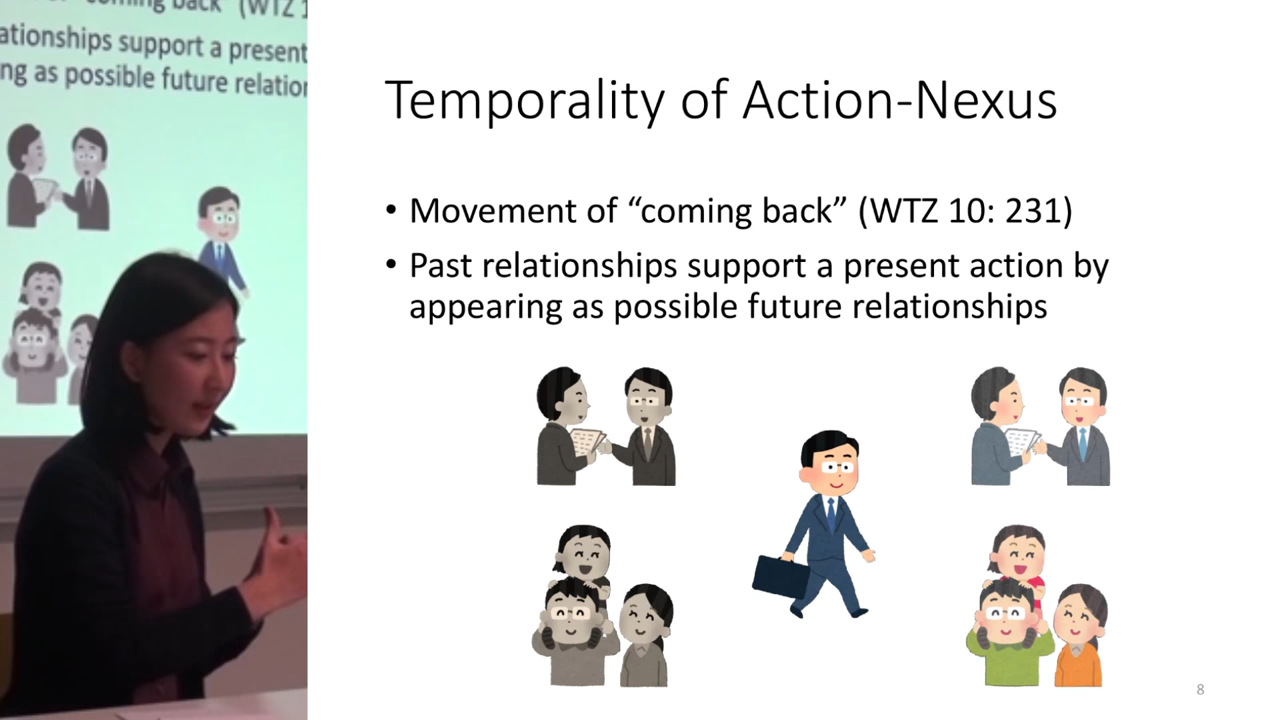 coming back" (WTZ 1
ationships support a present
ng as possible future relation
Temporality of Action-Nexus
• Movement of “coming back” (WTZ 10: 231)
• Past relationships support a present action by
appearing as possible future relationships
8